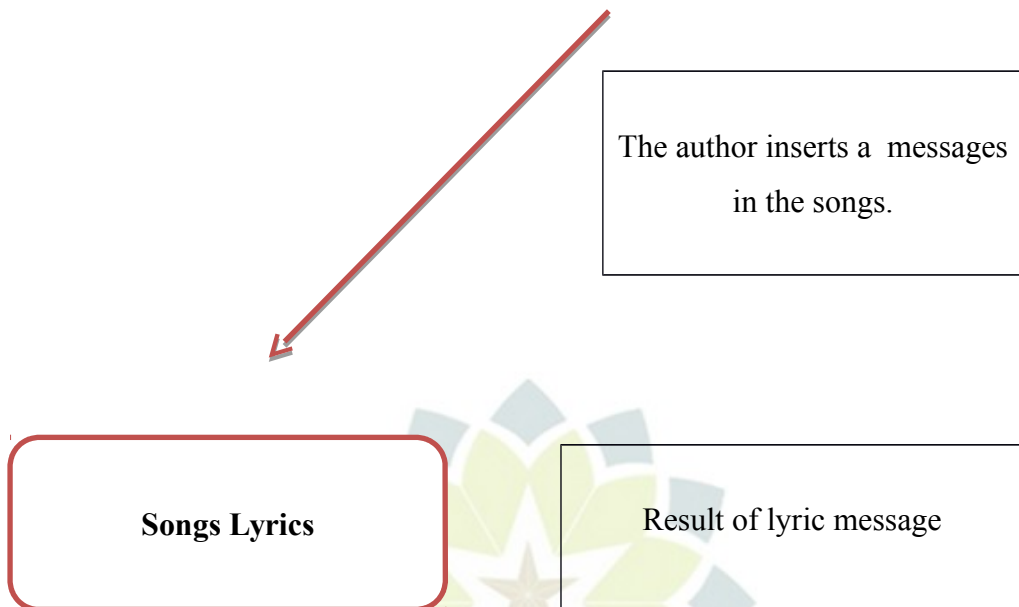 The author inserts a  messages
in the songs.
Songs Lyrics
Result of lyric message